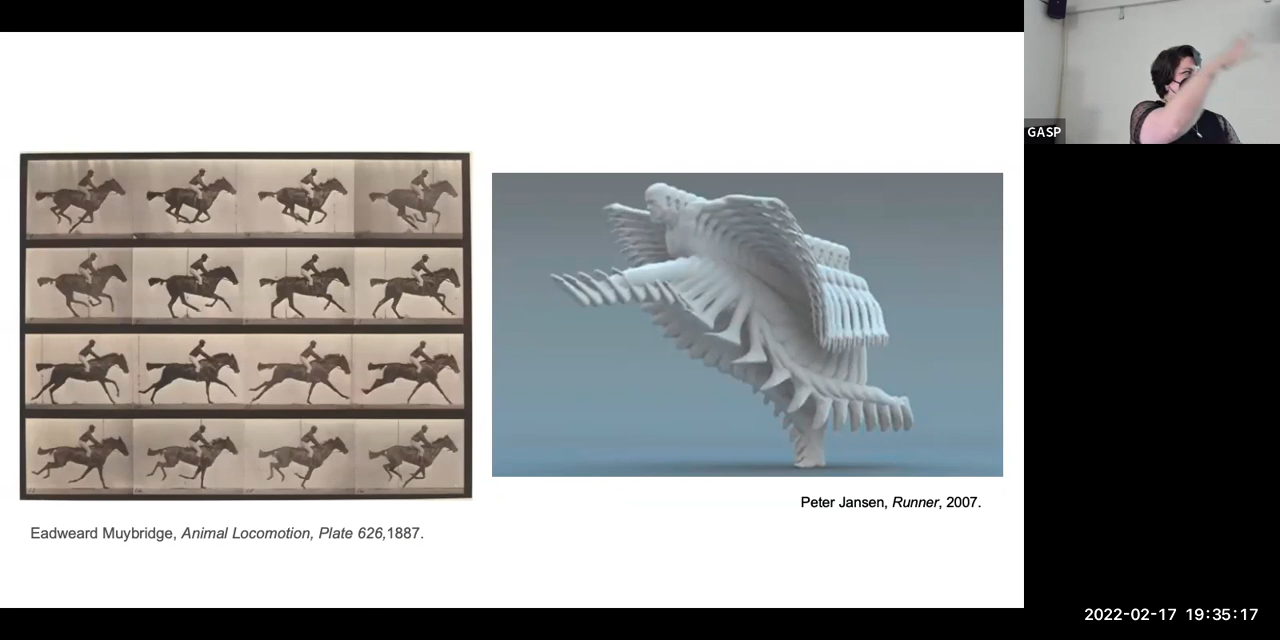 GASP
Eadweard Muybridge, Animal Locomotion, Plate 626,1887.
Peter Jansen, Runner, 2007.
2022-02-17 19:35:17